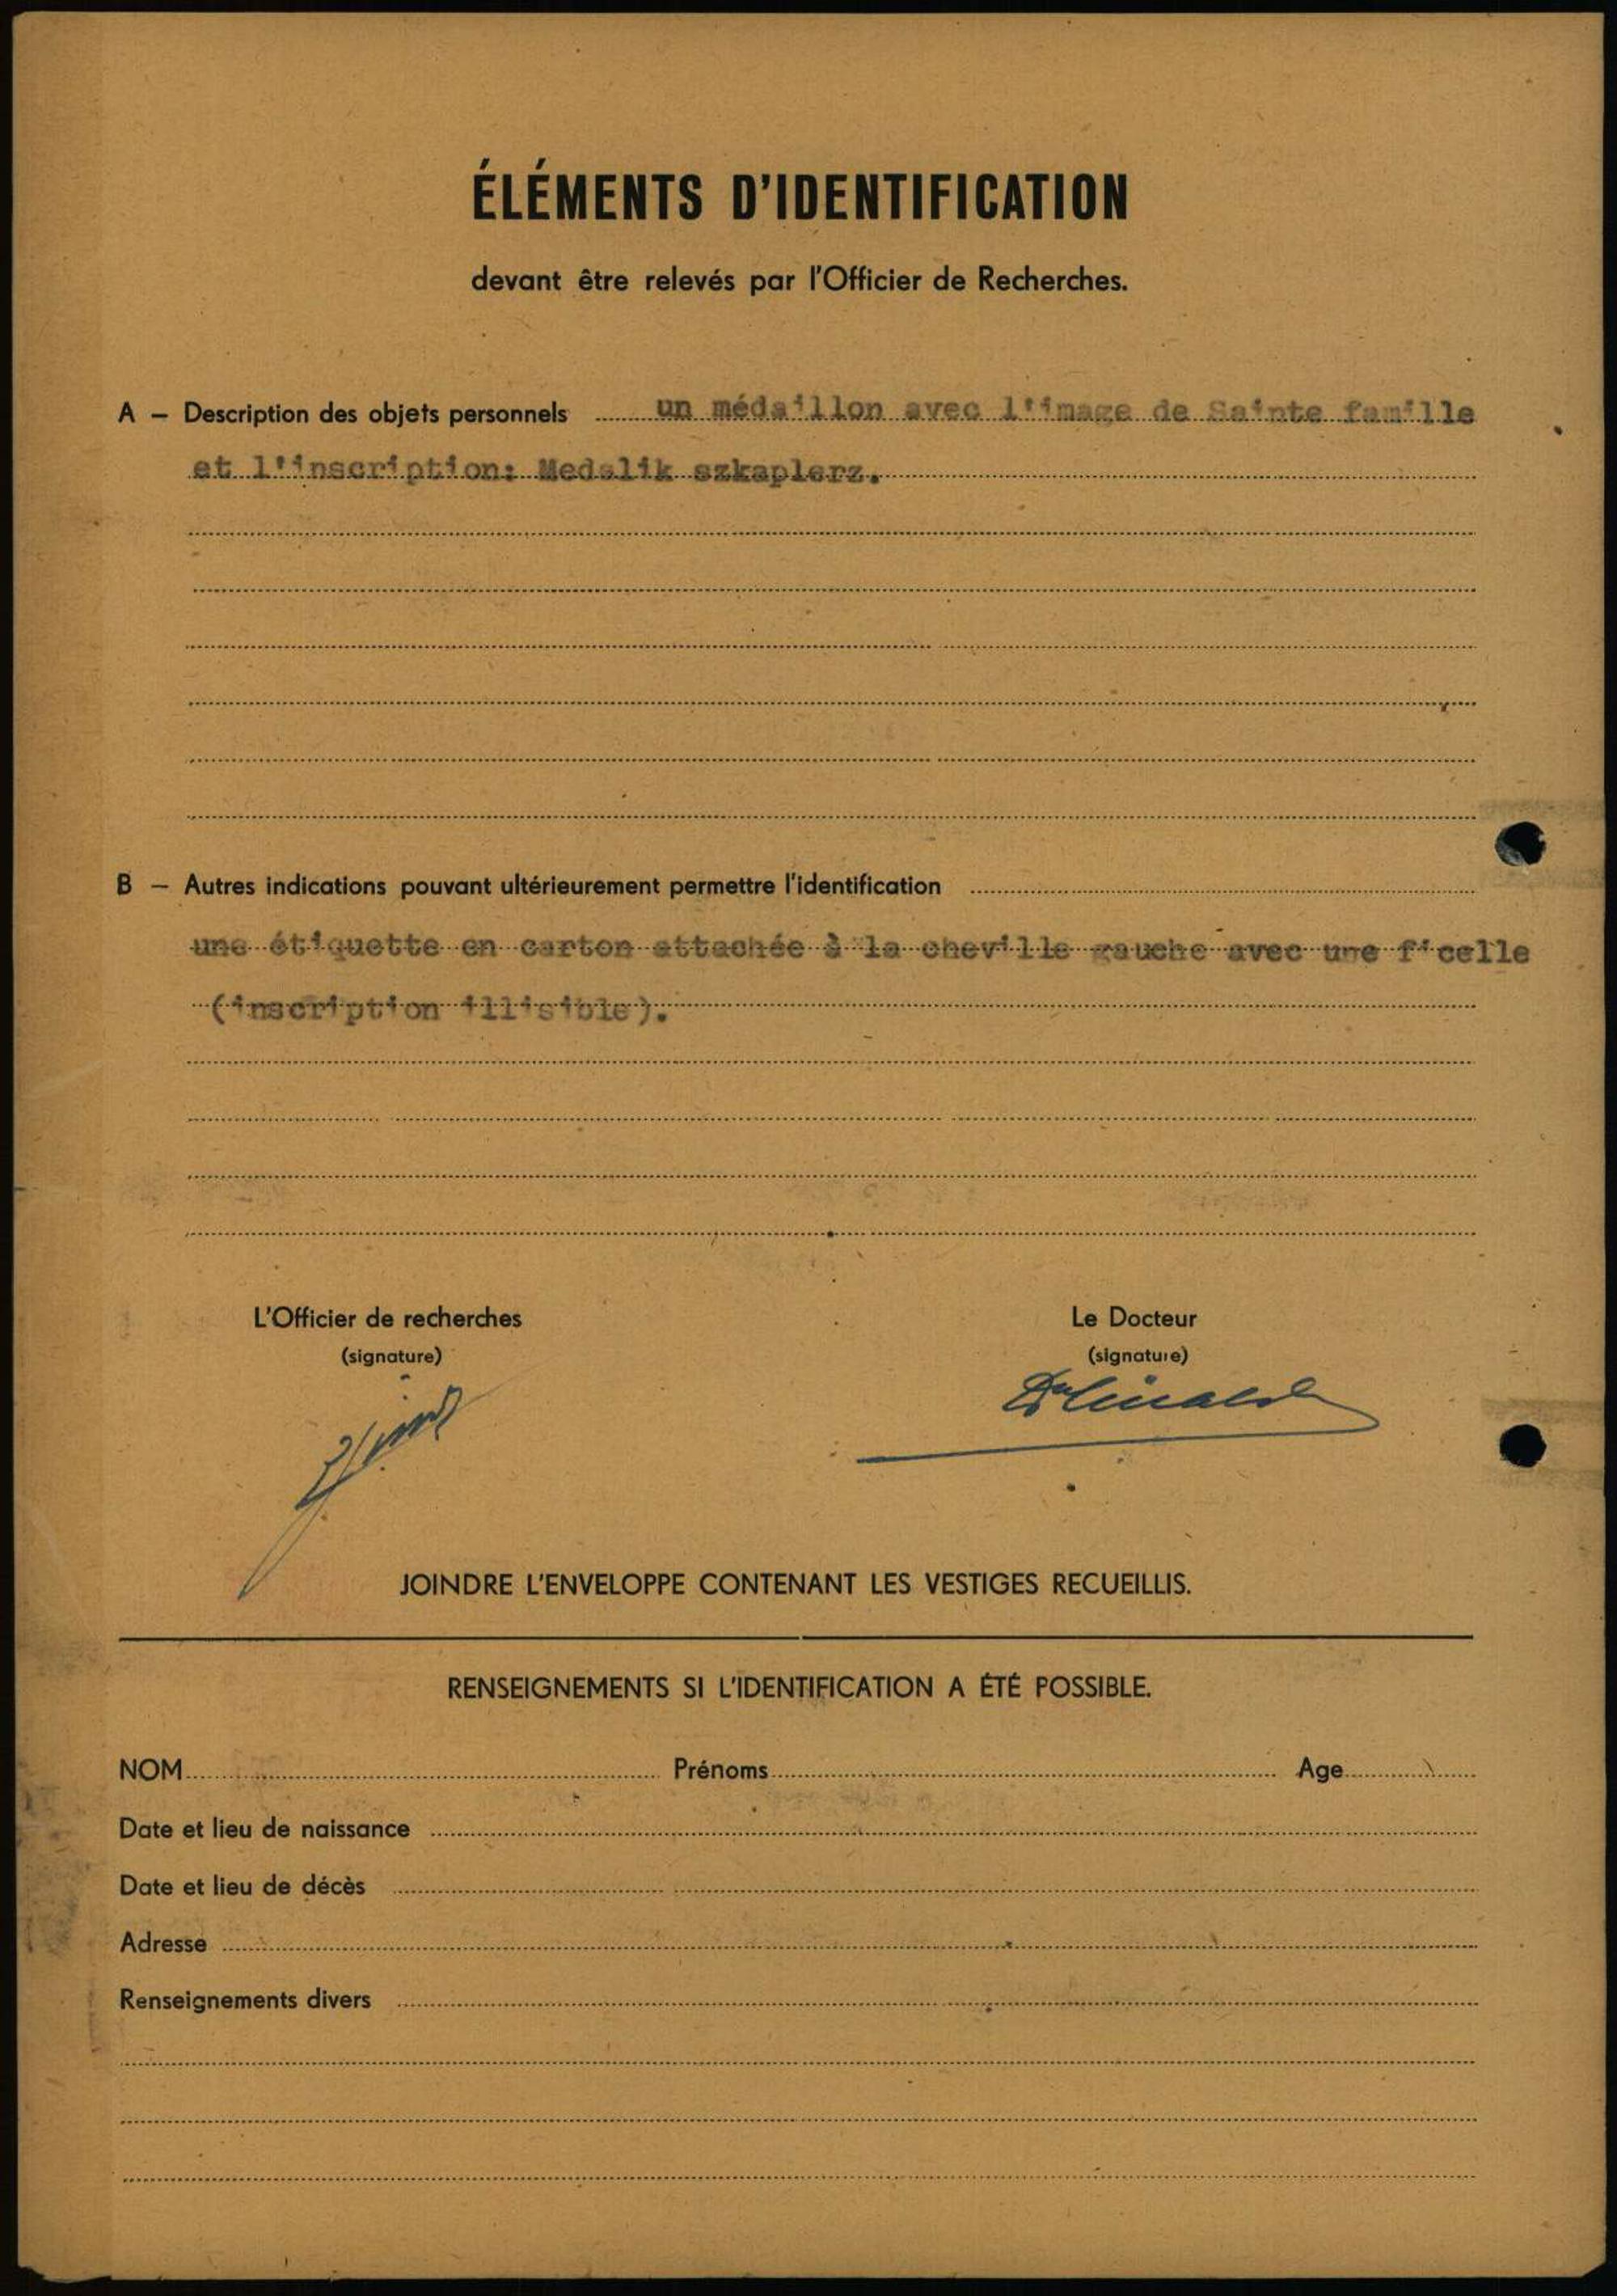 ÉLÉMENTS D'IDENTIFICATION
devant être relevés par l'Officier de Recherches.
A — Description des objets personnels un médaillon avec l'image de Sainte famille
et l'inscription: Medalik szkaplerz.
B — Autres indications pouvant ultérieurement permettre l'identification
une étiquette en carton attachée à la cheville gauche avec une ficelle
(inscription illisible).
L'Officier de recherches Le Docteur
(signature) (signature)
JOINDRE L'ENVELOPPE CONTENANT LES VESTIGES RECUEILLIS.
RENSEIGNEMENTS SI L'IDENTIFICATION A ÉTÉ POSSIBLE.
NOM Prénoms Age
Date et lieu de naissance
Date et lieu de décès
Adresse
Renseignements divers